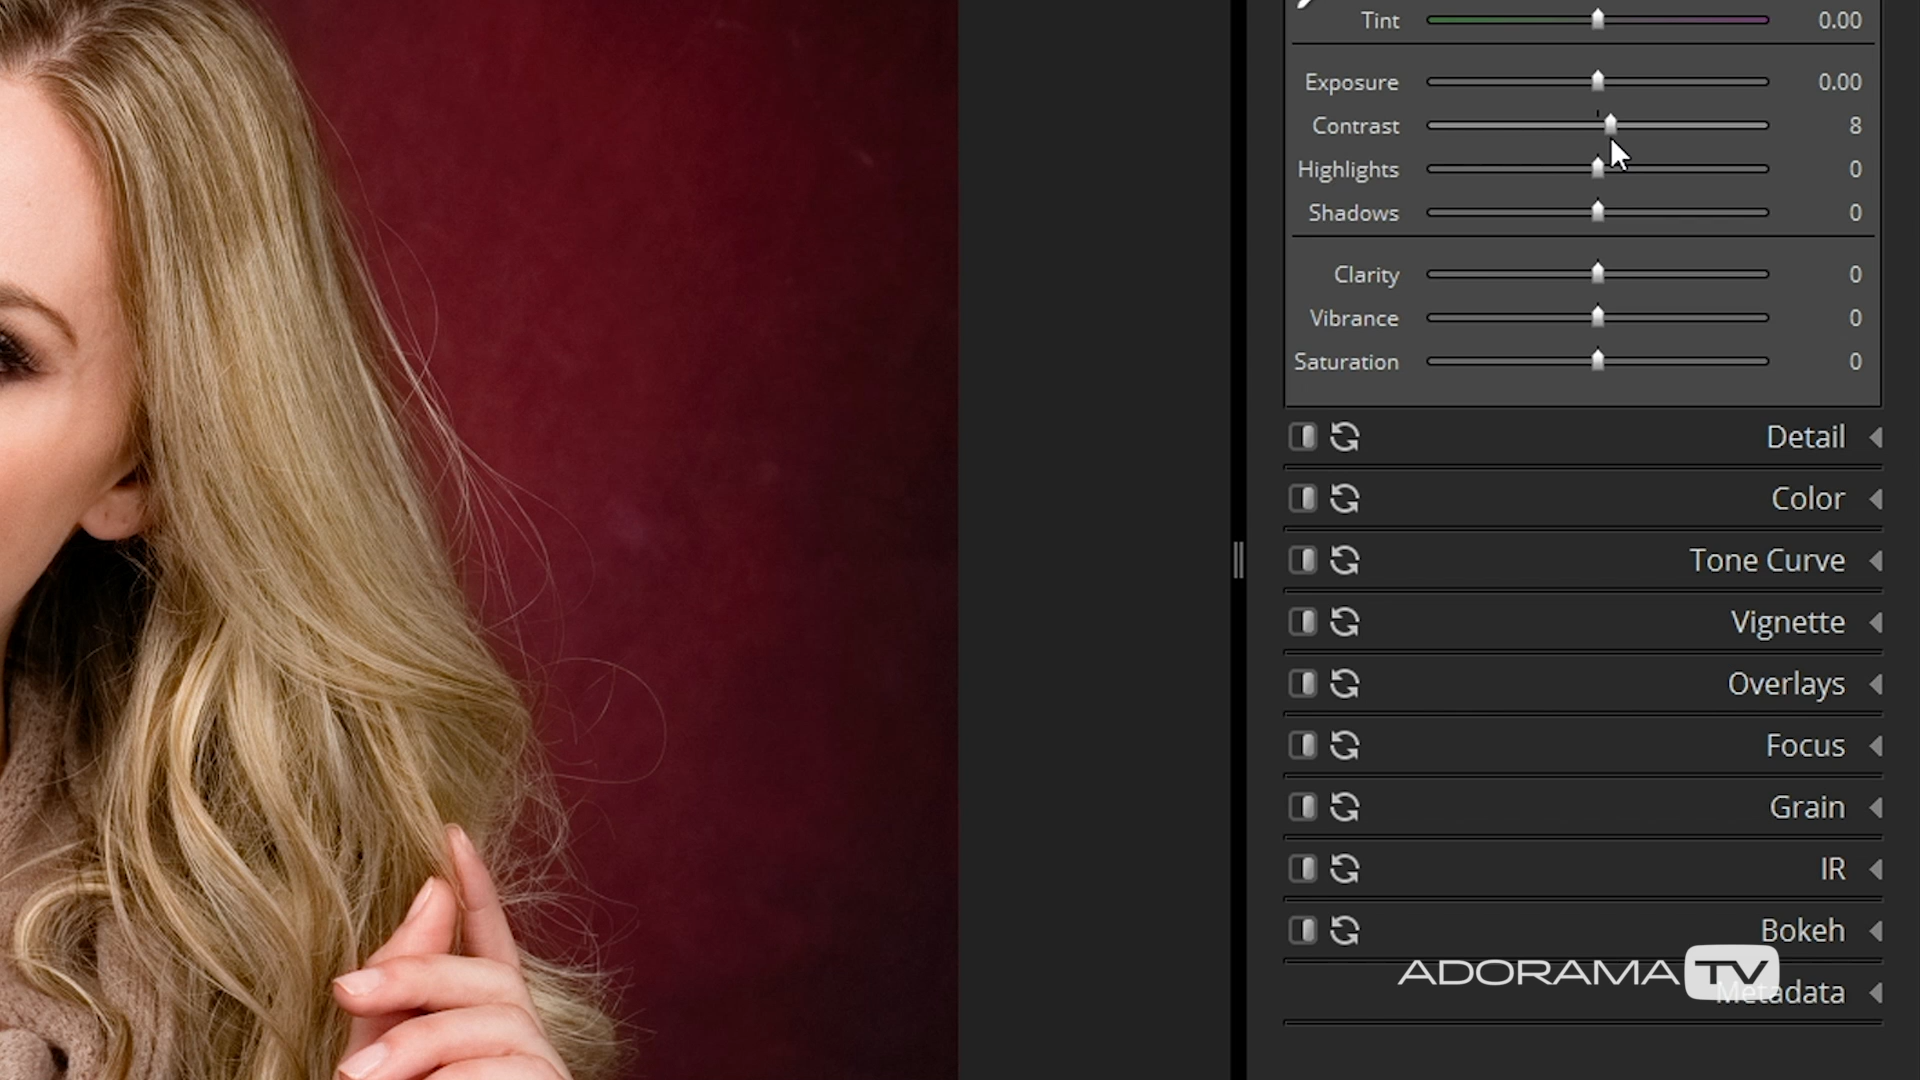 Tint 0.00
Exposure 0.00
Contrast 8
Highlights 0
Shadows 0
Clarity 0
Vibrance 0
Saturation 0
Detail
Color
Tone Curve
Vignette
Overlays
Focus
Grain
IR
Bokeh
ADORAMA TV
Metadata